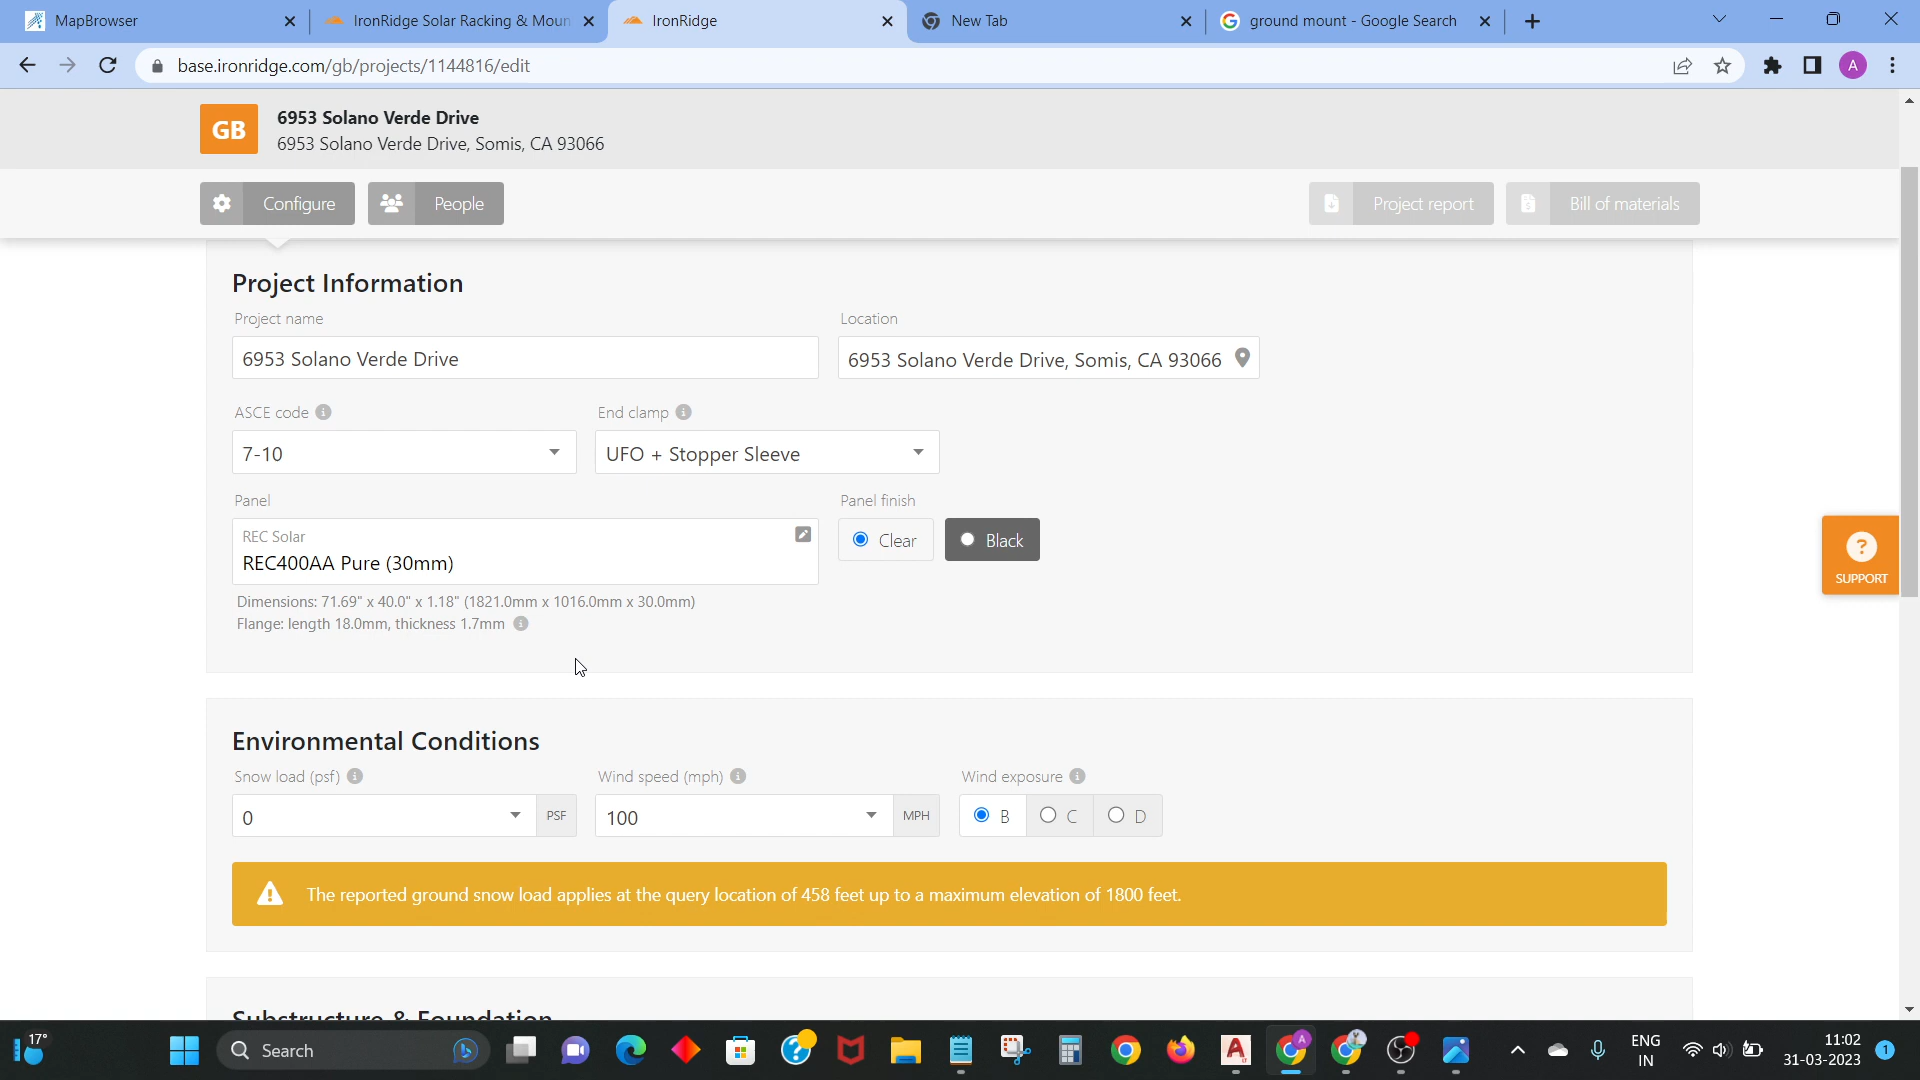 MapBrowser
IronRidge Solar Racking & Moun
IronRidge
New Tab
ground mount - Google Search
base.ironridge.com/gb/projects/1144816/edit
A
GB
6953 Solano Verde Drive
6953 Solano Verde Drive, Somis, CA 93066
Configure
People
Project report
Bill of materials
Project Information
Project name
Location
6953 Solano Verde Drive
6953 Solano Verde Drive, Somis, CA 93066
ASCE code
End clamp
7-10
UFO + Stopper Sleeve
Panel
Panel finish
REC Solar
REC400AA Pure (30mm)
Clear
Black
Dimensions: 71.69" x 40.0" x 1.18" (1821.0mm x 1016.0mm x 30.0mm)
Flange: length 18.0mm, thickness 1.7mm
?
SUPPORT
Environmental Conditions
Snow load (psf)
Wind speed (mph)
Wind exposure
0
PSF
100
MPH
B
C
D
The reported ground snow load applies at the query location of 458 feet up to a maximum elevation of 1800 feet.
Substructure & Foundation
17°
Search
ENG
IN
11:02
31-03-2023
1